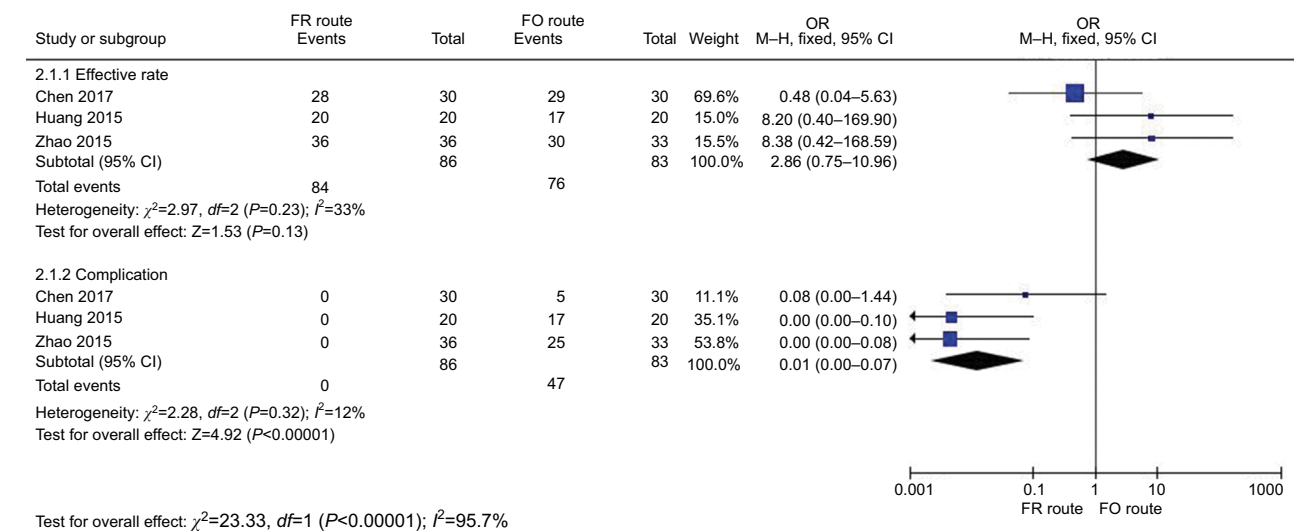 FR route FO route OR OR
Study or subgroup Events Total Events Total Weight M–H, fixed, 95% CI M–H, fixed, 95% CI
2.1.1 Effective rate
Chen 2017 28 30 29 30 69.6% 0.48 (0.04–5.63)
Huang 2015 20 20 17 20 15.0% 8.20 (0.40–169.90)
Zhao 2015 36 36 30 33 15.5% 8.38 (0.42–168.59)
Subtotal (95% CI) 86 83 100.0% 2.86 (0.75–10.96)
Total events 84 76
Heterogeneity: χ²=2.97, df=2 (P=0.23); I²=33%
Test for overall effect: Z=1.53 (P=0.13)
2.1.2 Complication
Chen 2017 0 30 5 30 11.1% 0.08 (0.00–1.44)
Huang 2015 0 20 17 20 35.1% 0.00 (0.00–0.10)
Zhao 2015 0 36 25 33 53.8% 0.00 (0.00–0.08)
Subtotal (95% CI) 86 83 100.0% 0.01 (0.00–0.07)
Total events 0 47
Heterogeneity: χ²=2.28, df=2 (P=0.32); I²=12%
Test for overall effect: Z=4.92 (P<0.00001)
0.001 0.1 1 10 1000
FR route FO route
Test for overall effect: χ²=23.33, df=1 (P<0.00001); I²=95.7%